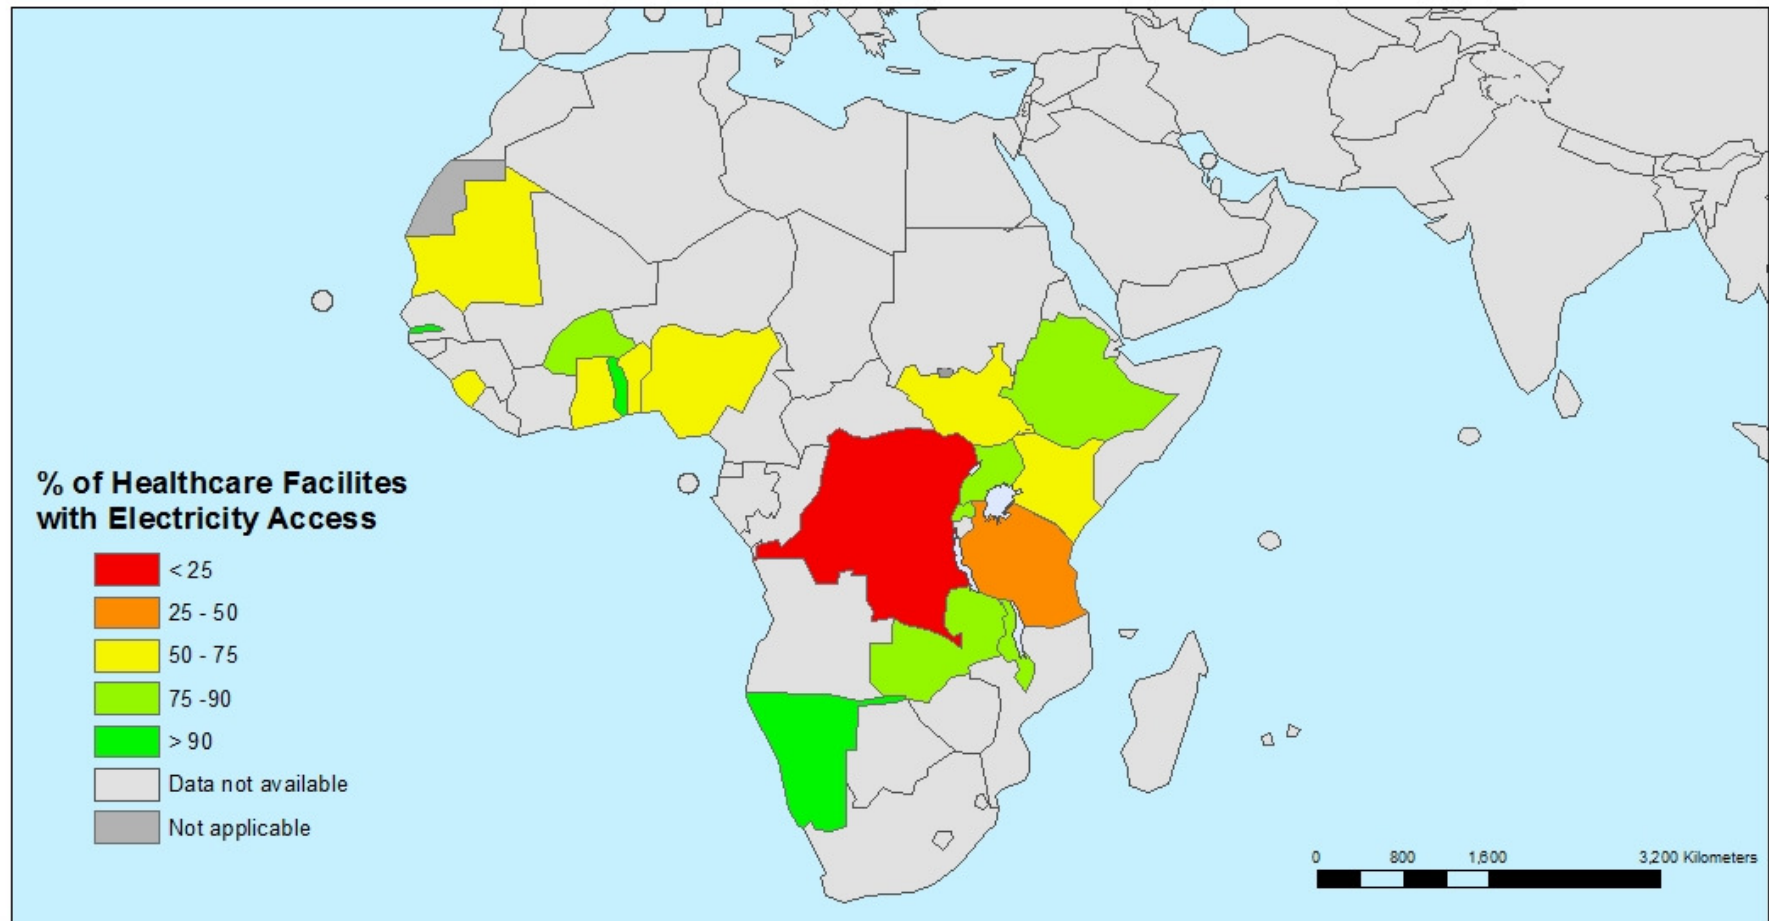 % of Healthcare Facilites
with Electricity Access
< 25
25 - 50
50 - 75
75 -90
> 90
Data not available
Not applicable
0 800 1,600 3,200 Kilometers